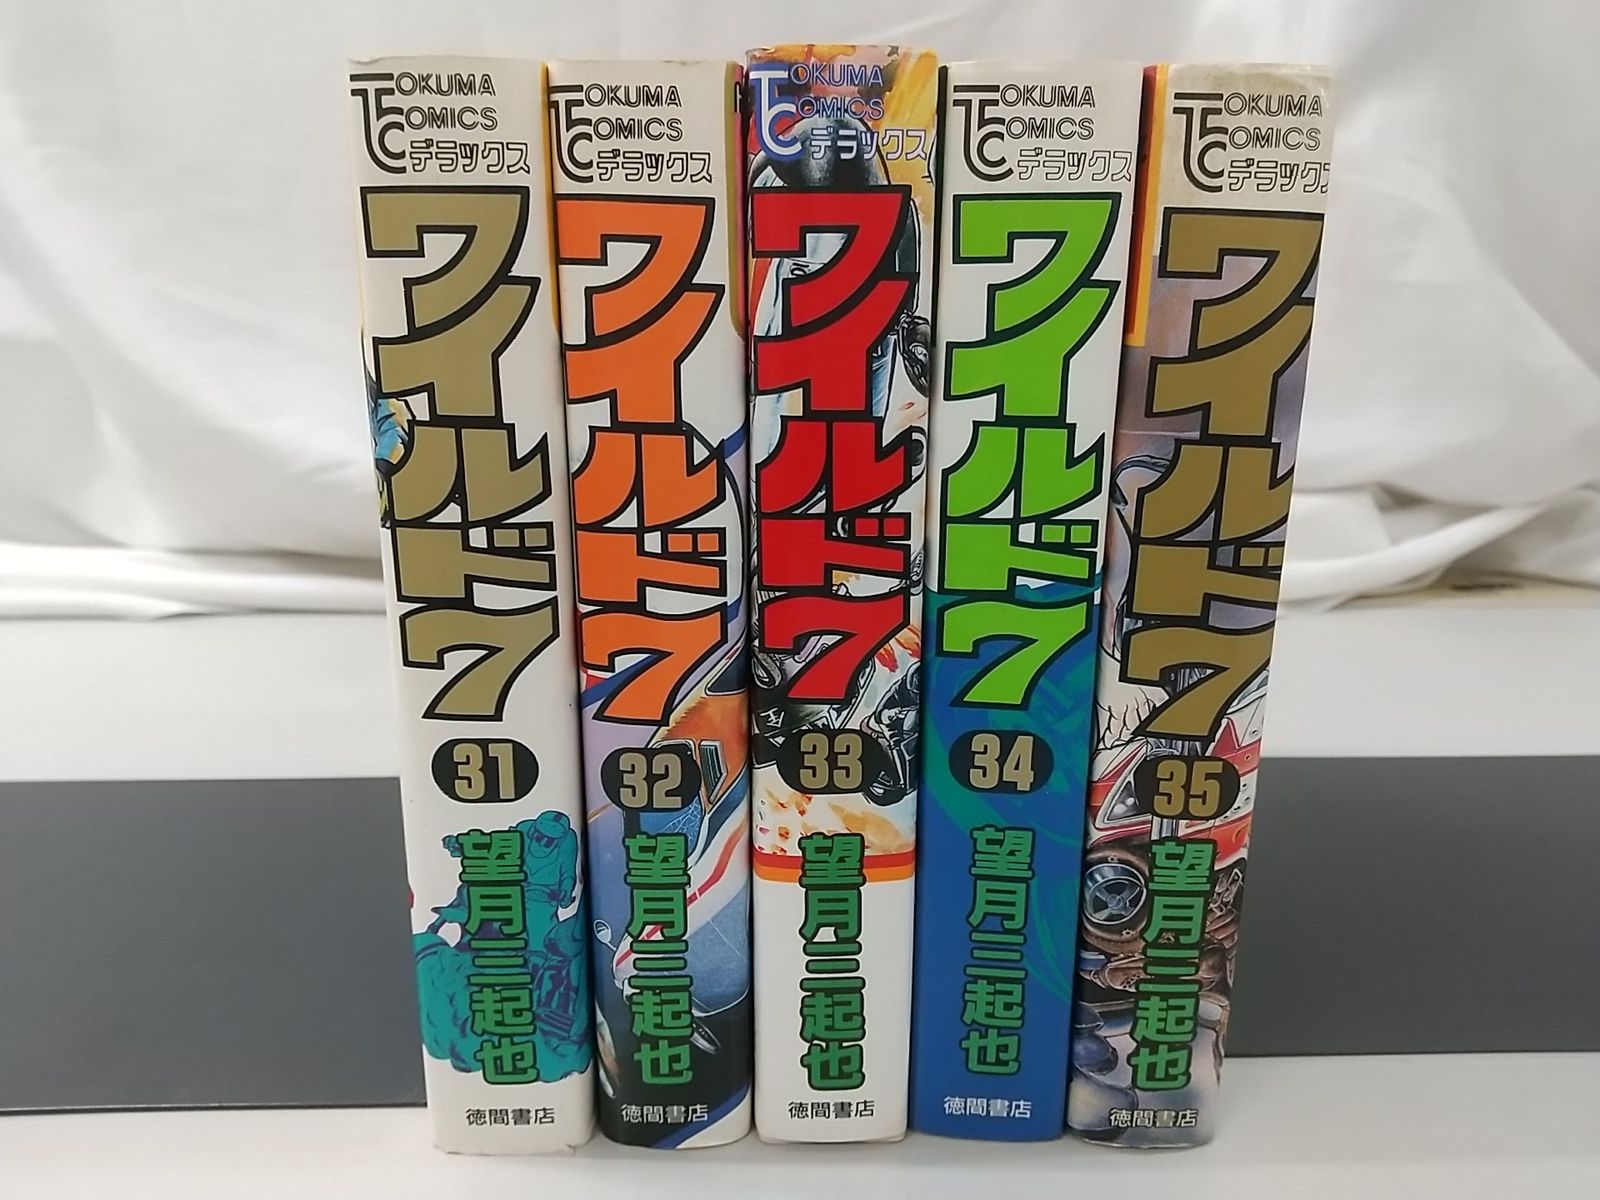 TOKUMA
COMICS
デラックス
ワイルド7
31
望月三起也
徳間書店
TOKUMA
COMICS
デラックス
ワイルド7
32
望月三起也
徳間書店
TOKUMA
COMICS
デラックス
ワイルド7
33
望月三起也
徳間書店
TOKUMA
COMICS
デラックス
ワイルド7
34
望月三起也
徳間書店
TOKUMA
COMICS
デラックス
ワイルド7
35
望月三起也
徳間書店